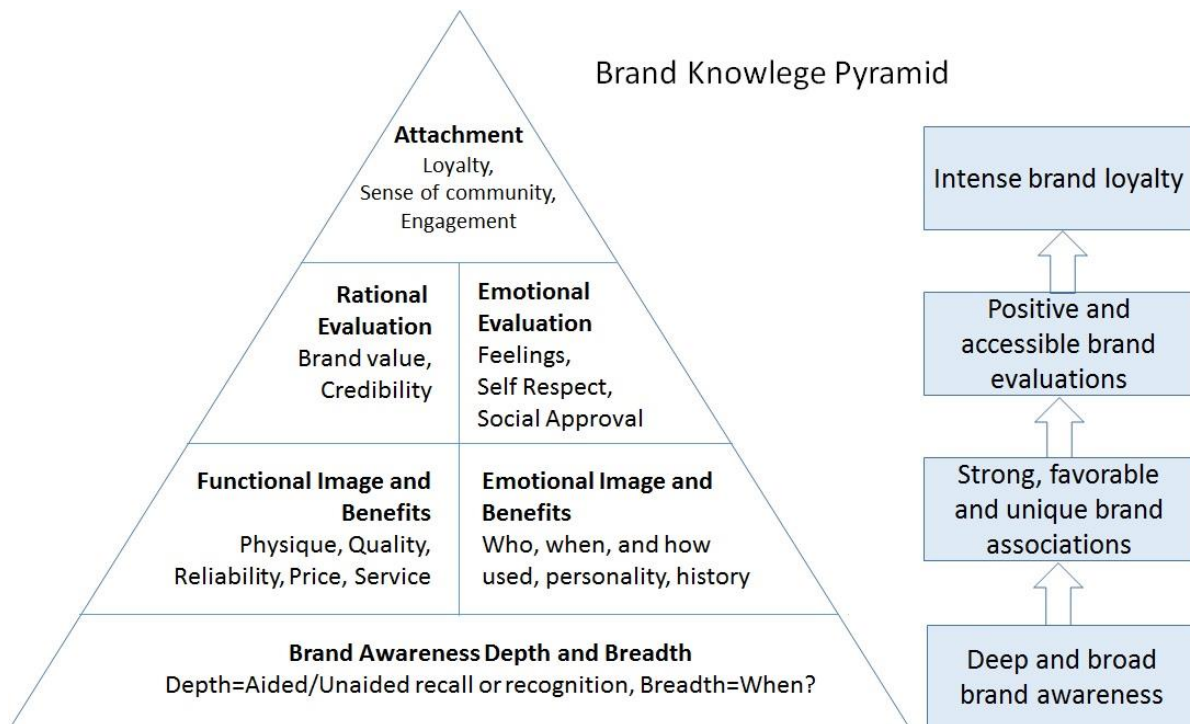 Brand Knowlege Pyramid
Attachment
Loyalty,
Sense of community,
Engagement
Rational
Evaluation
Brand value,
Credibility
Emotional
Evaluation
Feelings,
Self Respect,
Social Approval
Functional Image and
Benefits
Physique, Quality,
Reliability, Price, Service
Emotional Image and
Benefits
Who, when, and how
used, personality, history
Brand Awareness Depth and Breadth
Depth=Aided/Unaided recall or recognition, Breadth=When?
Intense brand loyalty
Positive and
accessible brand
evaluations
Strong, favorable
and unique brand
associations
Deep and broad
brand awareness